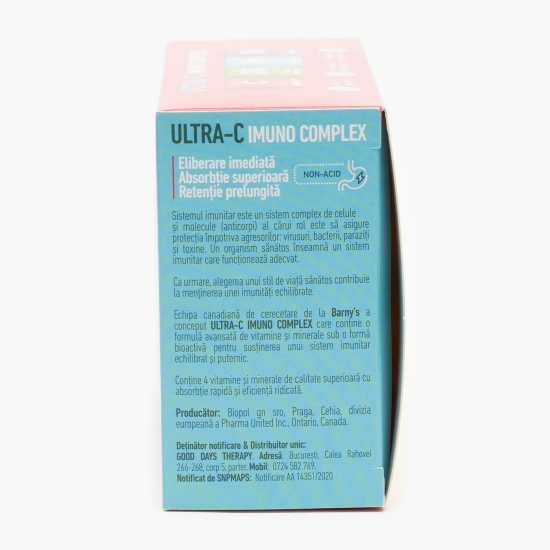 ULTRA-C IMUNO COMPLEX
Eliberare imediată
Absorbție superioară
Retenție prelungită
NON-ACID
Sistemul imunitar este un sistem complex de celule
și molecule (anticorpi) al cărui rol este să asigure
protecția împotriva agresorilor: virusuri, bacterii, paraziți
și toxine. Un organism sănătos înseamnă un sistem
imunitar care funcționează adecvat.
Ca urmare, alegerea unui stil de viață sănătos contribuie
la menținerea unei imunități echilibrate.
Echipa canadiană de cerecetare de la Barny's a
conceput ULTRA-C IMUNO COMPLEX care conține o
formulă avansată de vitamine și minerale sub o formă
bioactivă pentru susținerea unui sistem imunitar
echilibrat și puternic.
Conține 4 vitamine și minerale de calitate superioară cu
absorbție rapidă și eficiență ridicată.
Producător: Biopol gn sro, Praga, Cehia, divizia
europeană a Pharma United Inc., Ontario, Canada.
Deținător notificare & Distribuitor unic:
GOOD DAYS THERAPY, Adresă: București, Calea Rahovei
266-268, corp 5, parter. Mobil: 0724 582 769.
Notificat de SNPMAPS: Notificare AA 14351/2020